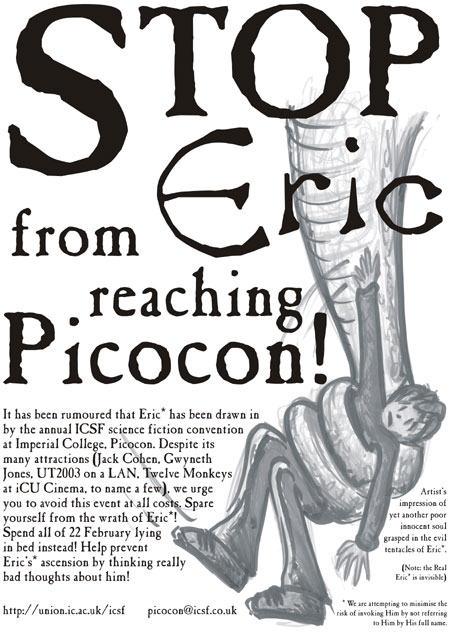 STOP
Eric
from
reaching
Picocon!
It has been rumoured that Eric* has been drawn in
by the annual ICSF science fiction convention
at Imperial College, Picocon. Despite its
many attractions (Jack Cohen, Gwyneth
Jones, UT2003 on a LAN, Twelve Monkeys
at iCU Cinema, to name a few), we urge
you to avoid this event at all costs. Spare
yourself from the wrath of Eric*!
Spend all of 22 February lying
in bed instead! Help prevent
Eric's* ascension by thinking really
bad thoughts about him!
http://union.ic.ac.uk/icsf picocon@icsf.co.uk
Artist's
impression of
yet another poor
innocent soul
grasped in the evil
tentacles of Eric*.
(Note: the Real
Eric* is invisible)
* We are attempting to minimise the
risk of invoking Him by not referring
to Him by His full name.